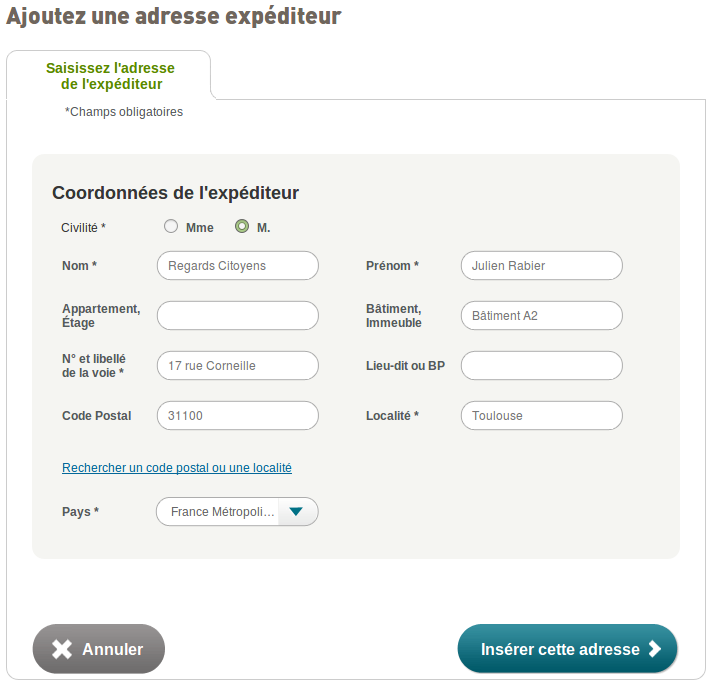 Ajoutez une adresse expéditeur
Saisissez l'adresse
de l'expéditeur
*Champs obligatoires
Coordonnées de l'expéditeur
Civilité * Mme M.
Nom * Regards Citoyens Prénom * Julien Rabier
Appartement,
Étage
Bâtiment,
Immeuble
Bâtiment A2
N° et libellé
de la voie *
17 rue Corneille
Lieu-dit ou BP
Code Postal 31100 Localité * Toulouse
Rechercher un code postal ou une localité
Pays * France Métropoli...
Annuler
Insérer cette adresse